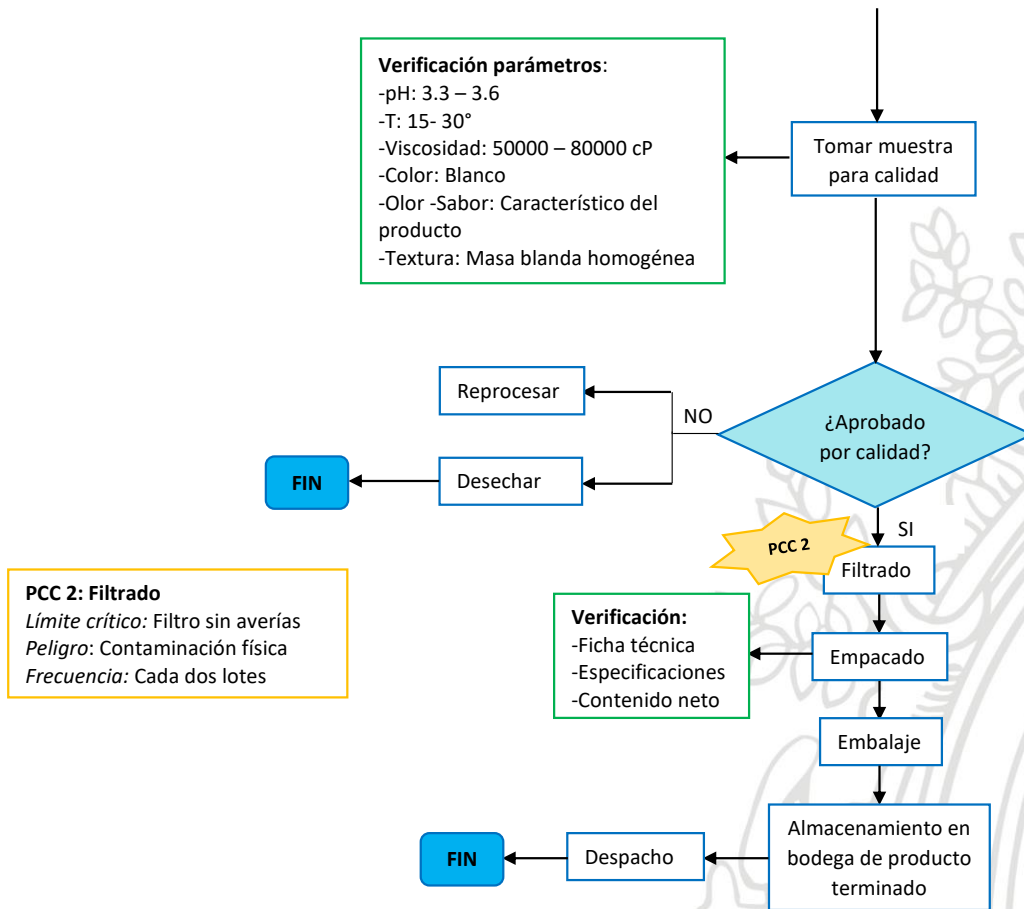 Verificación parámetros:
-pH: 3.3 – 3.6
-T: 15- 30°
-Viscosidad: 50000 – 80000 cP
-Color: Blanco
-Olor -Sabor: Característico del
producto
-Textura: Masa blanda homogénea
Tomar muestra
para calidad
Reprocesar
NO
¿Aprobado
por calidad?
FIN
Desechar
SI
PCC 2
Filtrado
PCC 2: Filtrado
Límite crítico: Filtro sin averías
Peligro: Contaminación física
Frecuencia: Cada dos lotes
Verificación:
-Ficha técnica
-Especificaciones
-Contenido neto
Empacado
Embalaje
Almacenamiento en
bodega de producto
terminado
Despacho
FIN